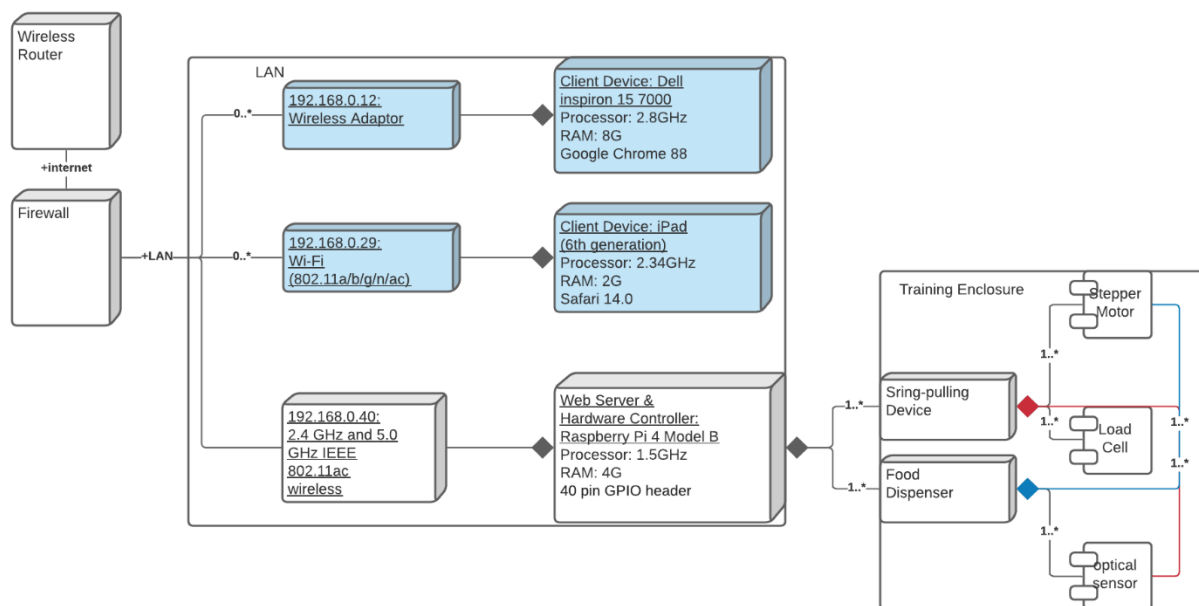 Wireless
Router
+internet
Firewall
+LAN
LAN
0..*
192.168.0.12:
Wireless Adaptor
Client Device: Dell
inspiron 15 7000
Processor: 2.8GHz
RAM: 8G
Google Chrome 88
0..*
192.168.0.29:
Wi-Fi
(802.11a/b/g/n/ac)
Client Device: iPad
(6th generation)
Processor: 2.34GHz
RAM: 2G
Safari 14.0
192.168.0.40:
2.4 GHz and 5.0
GHz IEEE
802.11ac
wireless
Web Server &
Hardware Controller:
Raspberry Pi 4 Model B
Processor: 1.5GHz
RAM: 4G
40 pin GPIO header
Training Enclosure
1..*
Sring-pulling
Device
1..*
Food
Dispenser
1..*
Stepper
Motor
1..*
Load
Cell
1..*
1..*
1..*
optical
sensor